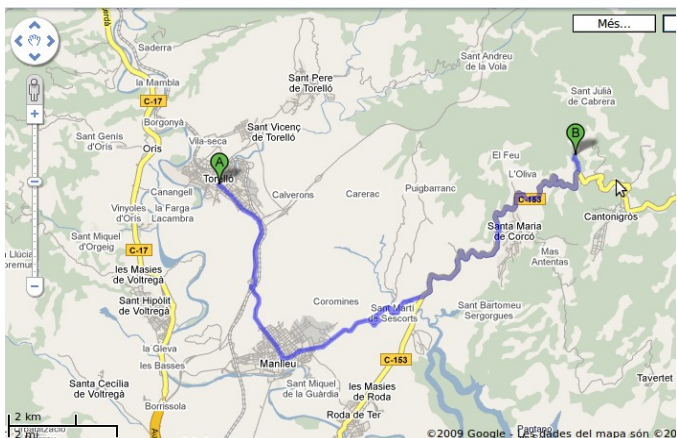 Més...
Saderra
Sant Andreu
de la Vola
la Mambla
C-17
Sant Pere
de Torelló
Sant Julià
de Cabrera
Borgonyà
Sant Genís
d'Orís
Orís
Vila-seca
Sant Vicenç
de Torelló
B
A
Torelló
El Feu
L'Oliva
Puigbarranc
Canangell
Calverons
Carerac
C-153
Cantonigròs
Vinyoles
d'Orís
la Farga
Lacambra
Santa Maria
de Corcó
Sant Miquel
d'Orgeig
C-17
Mas
Antentas
les Masies
de Voltregà
Sant Hipòlit
de Voltregà
Coromines
Sant Martí
de Sescorts
Sant Bartomeu
Sergorgues
Manlleu
la Gleva
les Basses
C-153
Sant Miquel
de la Guàrdia
les Masies
de Roda
Santa Cecília
de Voltregà
Tavertet
Borrissola
Roda de Ter
2 km
2 mi
Pantano
©2009 Google - Les dades del mapa són ©20